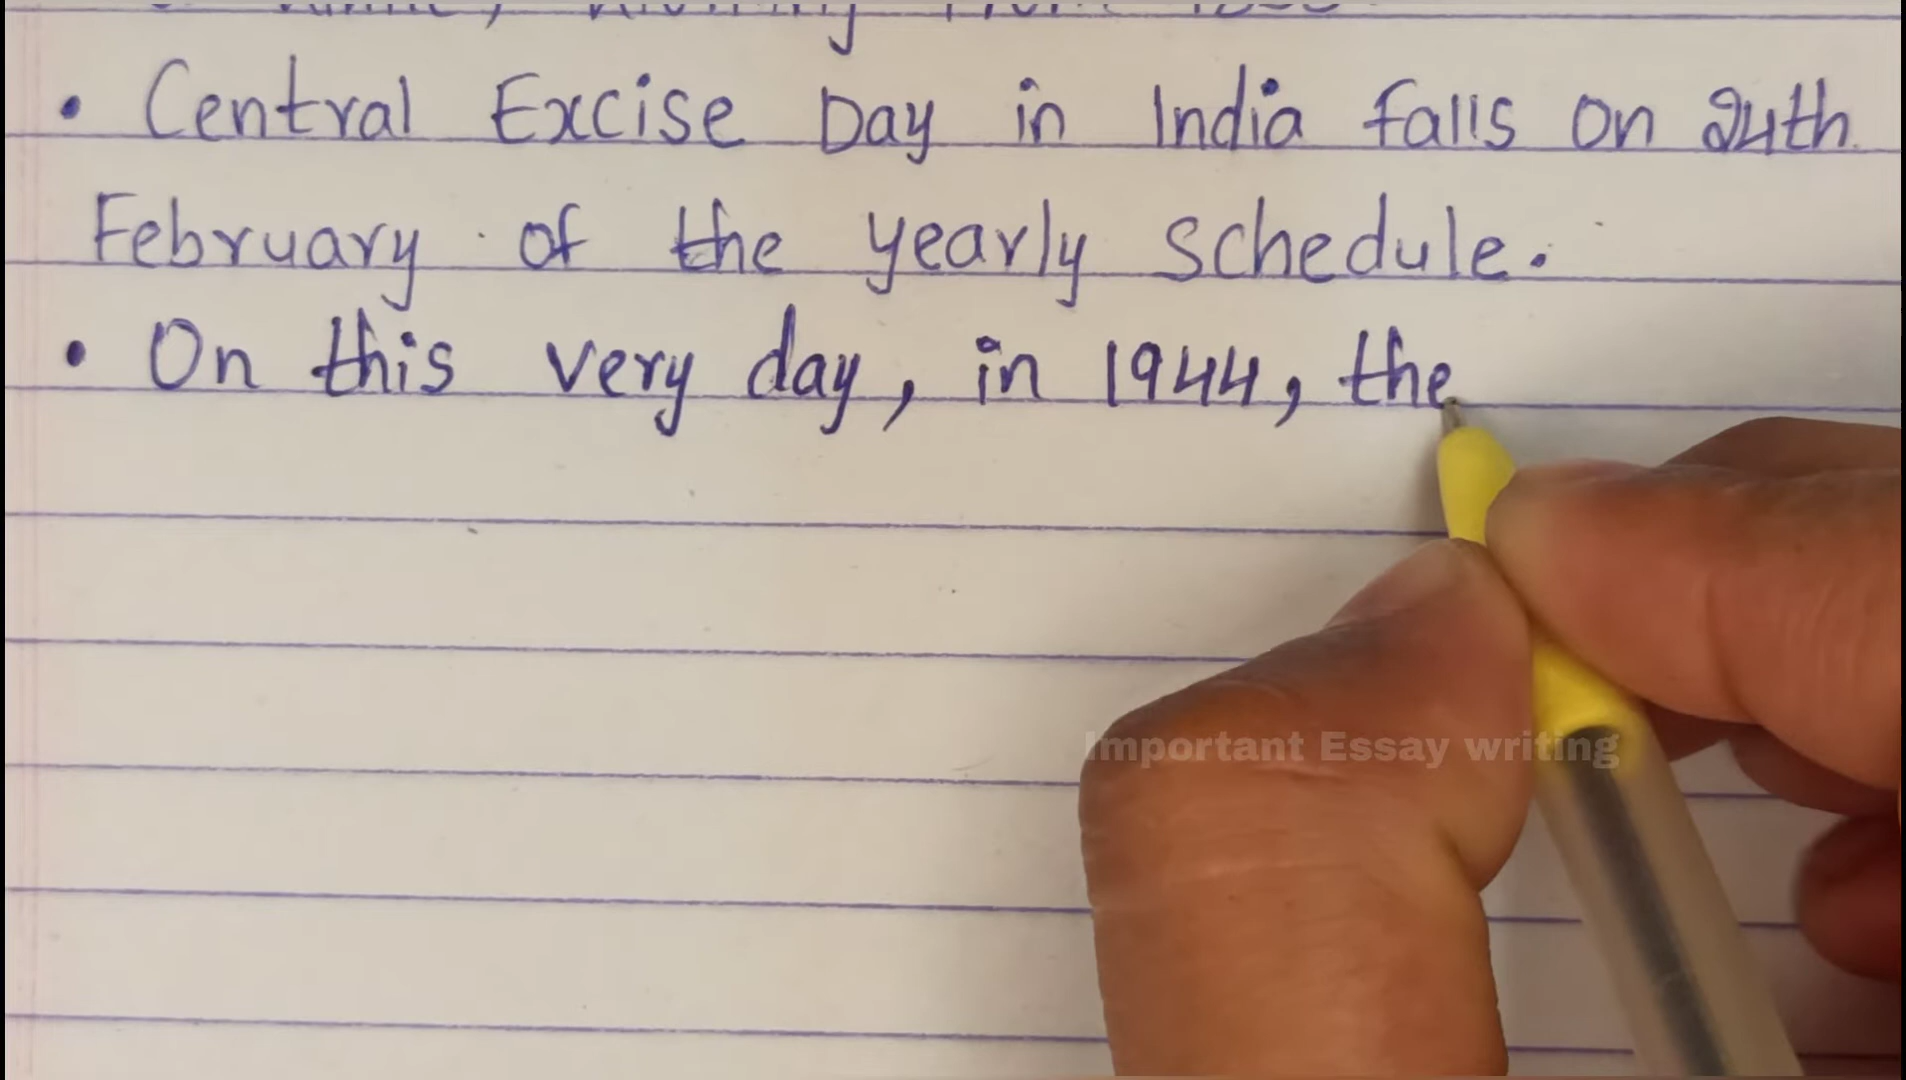 • Central Excise Day in India falls on 24th
February of the yearly schedule.
• On this very day, in 1944, the
Important Essay writing